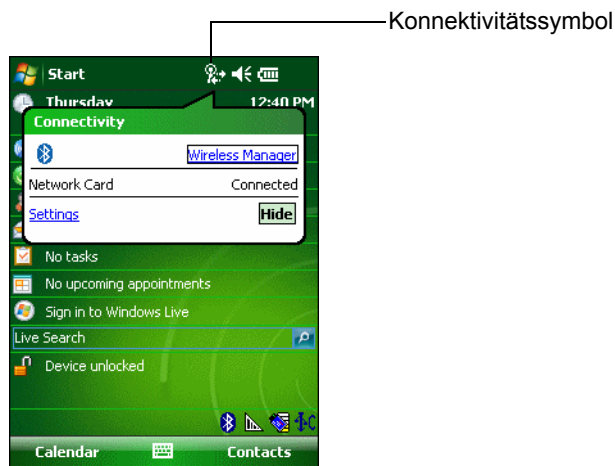 Konnektivitätssymbol
Start
Thursday 12:40 PM
Connectivity
Wireless Manager
Network Card Connected
Settings Hide
No tasks
No upcoming appointments
Sign in to Windows Live
Live Search
Device unlocked
C
Calendar Contacts